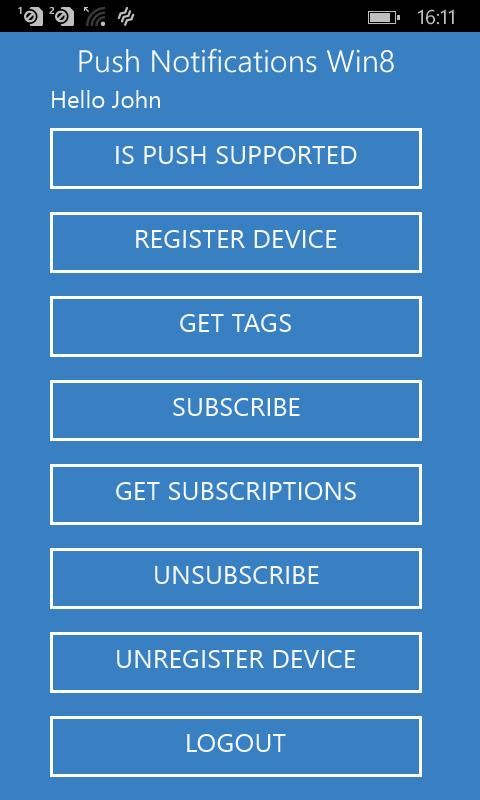 1 2 16:11
Push Notifications Win8
Hello John
IS PUSH SUPPORTED
REGISTER DEVICE
GET TAGS
SUBSCRIBE
GET SUBSCRIPTIONS
UNSUBSCRIBE
UNREGISTER DEVICE
LOGOUT